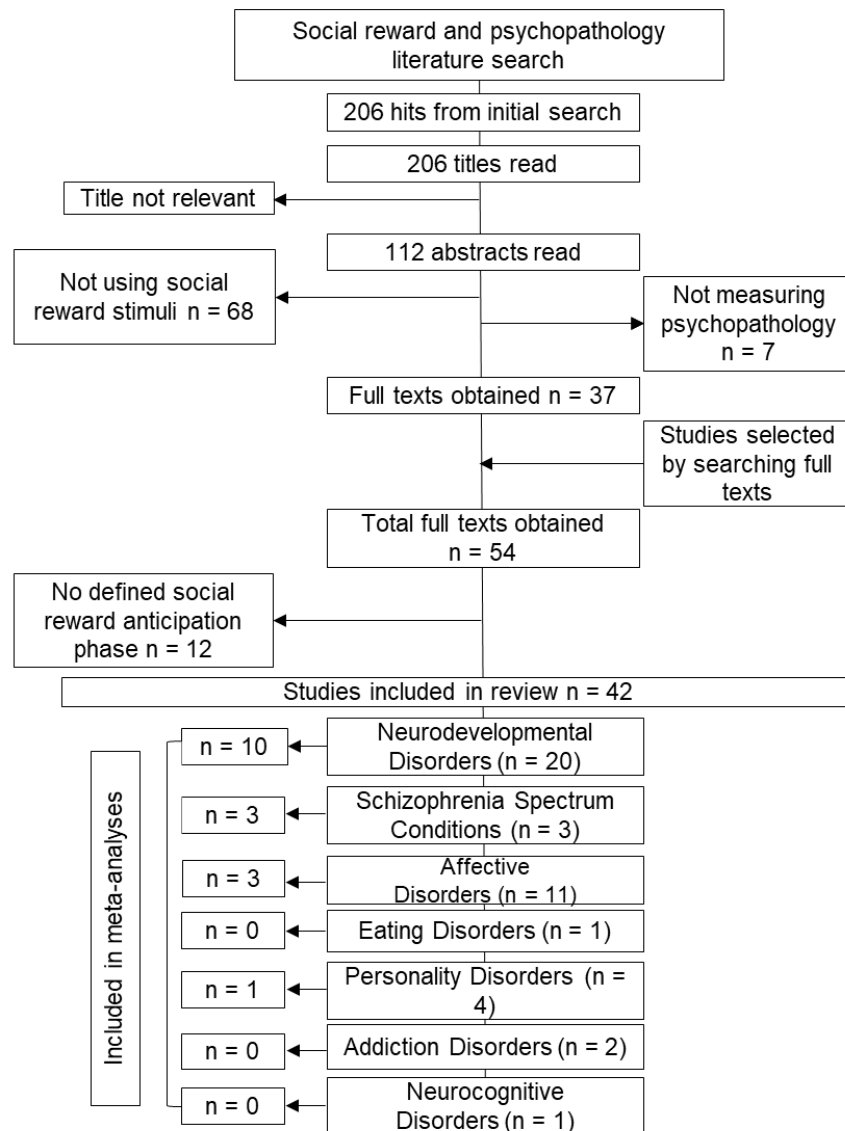 Social reward and psychopathology
literature search
206 hits from initial search
206 titles read
Title not relevant
112 abstracts read
Not using social
reward stimuli n = 68
Not measuring
psychopathology
n = 7
Full texts obtained n = 37
Studies selected
by searching full
texts
Total full texts obtained
n = 54
No defined social
reward anticipation
phase n = 12
Studies included in review n = 42
Included in meta-analyses
n = 10
Neurodevelopmental
Disorders (n = 20)
n = 3
Schizophrenia Spectrum
Conditions (n = 3)
n = 3
Affective
Disorders (n = 11)
n = 0
Eating Disorders (n = 1)
n = 1
Personality Disorders (n =
4)
n = 0
Addiction Disorders (n = 2)
n = 0
Neurocognitive
Disorders (n = 1)